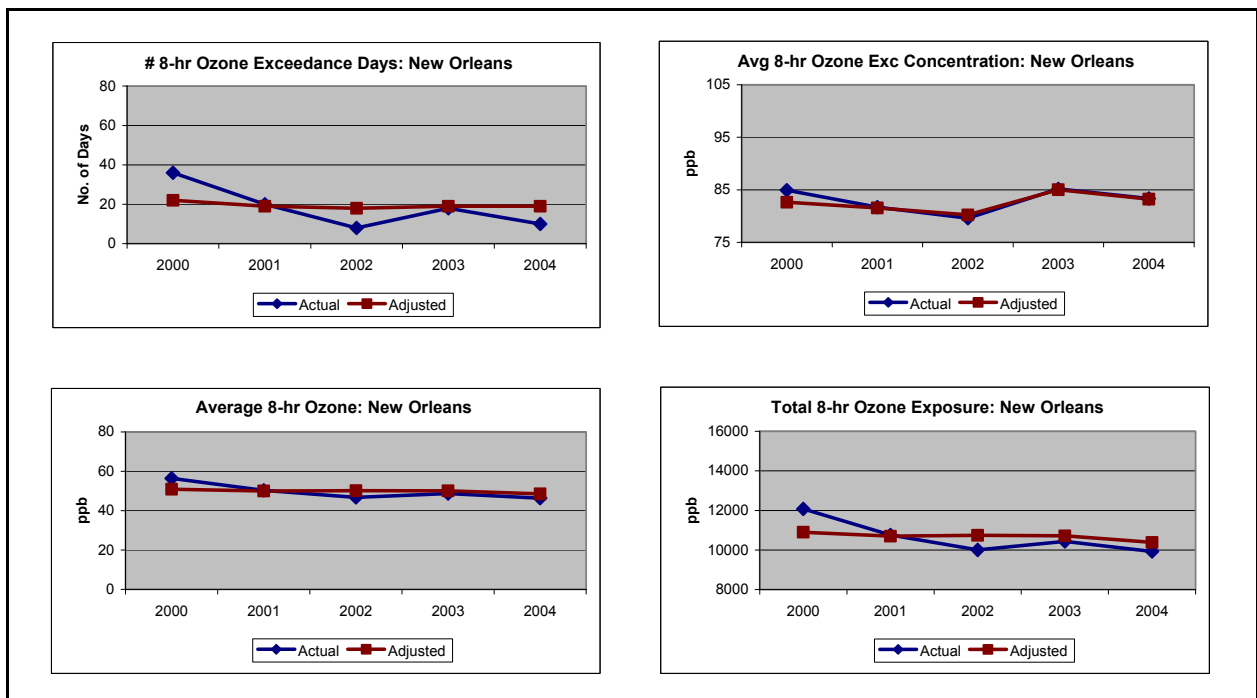 # 8-hr Ozone Exceedance Days: New Orleans
80
60
40
20
0
No. of Days
2000 2001 2002 2003 2004
Actual Adjusted
Avg 8-hr Ozone Exc Concentration: New Orleans
105
95
85
75
ppb
2000 2001 2002 2003 2004
Actual Adjusted
Average 8-hr Ozone: New Orleans
80
60
40
20
0
ppb
2000 2001 2002 2003 2004
Actual Adjusted
Total 8-hr Ozone Exposure: New Orleans
16000
14000
12000
10000
8000
ppb
2000 2001 2002 2003 2004
Actual Adjusted